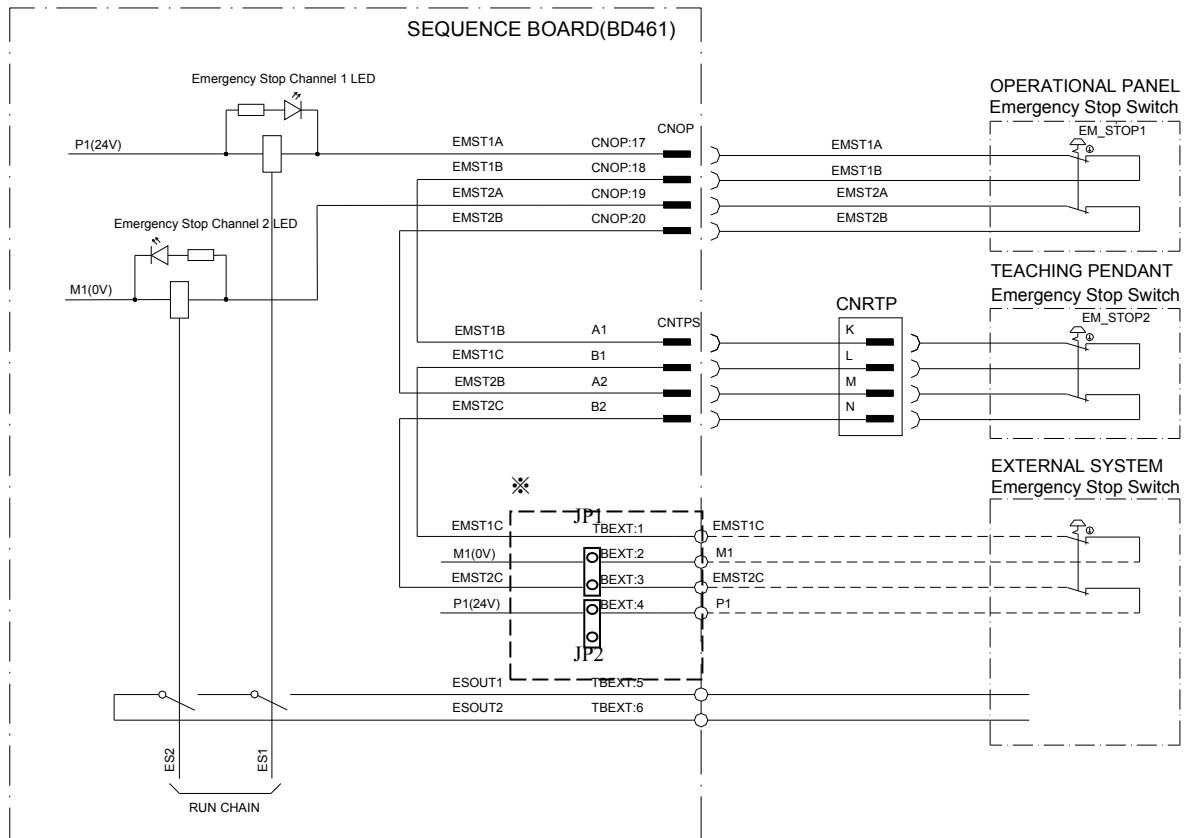 SEQUENCE BOARD(BD461)
Emergency Stop Channel 1 LED
OPERATIONAL PANEL
Emergency Stop Switch
P1(24V)
EMST1A CNOP:17 CNOP EMST1A EM_STOP1
EMST1B CNOP:18 EMST1B
EMST2A CNOP:19 EMST2A
EMST2B CNOP:20 EMST2B
Emergency Stop Channel 2 LED
M1(0V)
TEACHING PENDANT
Emergency Stop Switch
CNRTP
EMST1B A1 CNTPS K EM_STOP2
EMST1C B1 L
EMST2B A2 M
EMST2C B2 N
EXTERNAL SYSTEM
Emergency Stop Switch
※
JP1
EMST1C TBEXT:1 EMST1C
M1(0V) BEXT:2 M1
EMST2C BEXT:3 EMST2C
P1(24V) BEXT:4 P1
JP2
ESOUT1 TBEXT:5
ESOUT2 TBEXT:6
ES2 ES1
RUN CHAIN